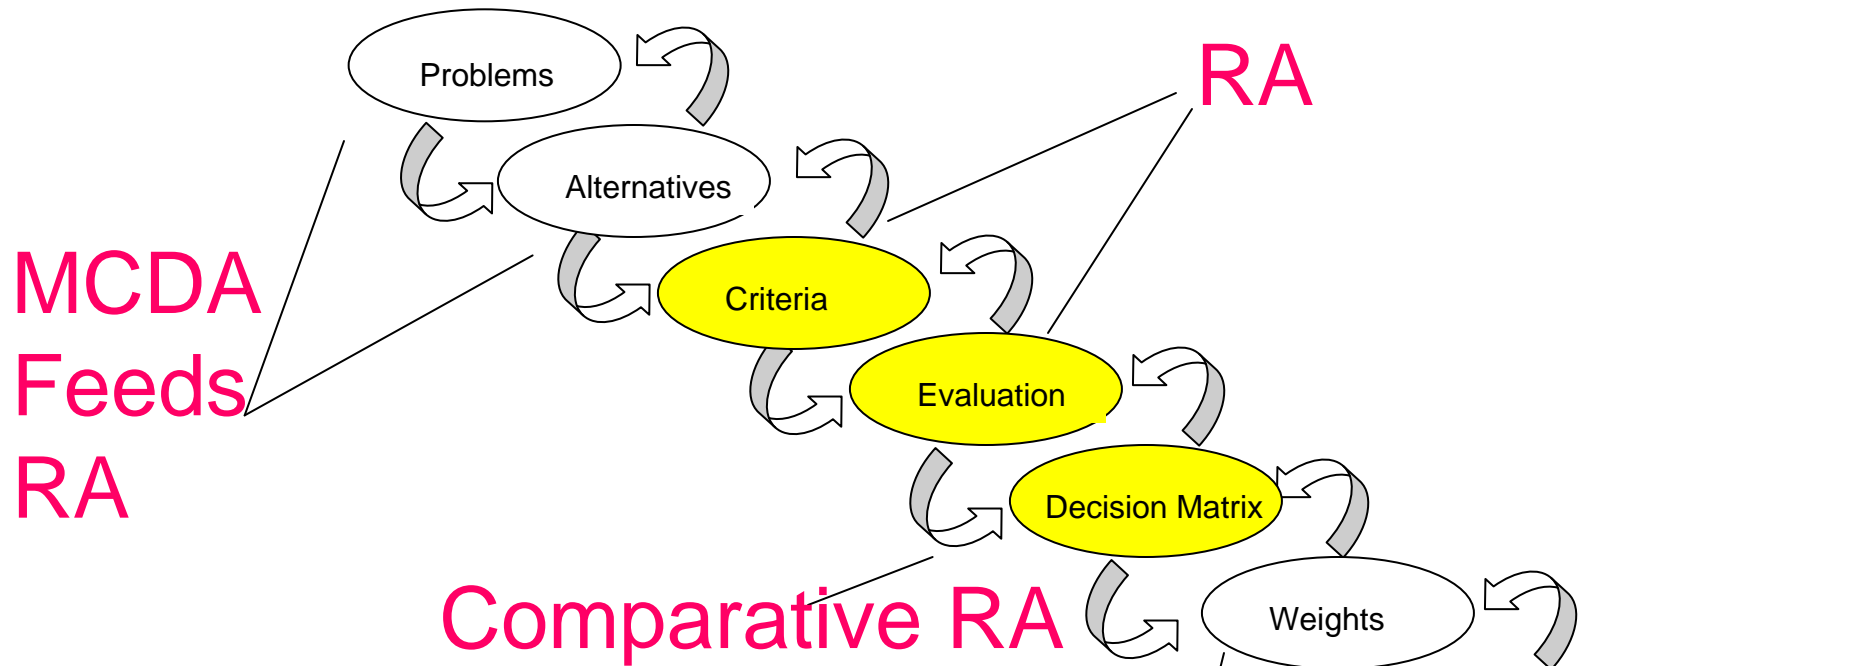 Problems
RA
Alternatives
MCDA
Feeds
RA
Criteria
Evaluation
Decision Matrix
Comparative RA
Weights